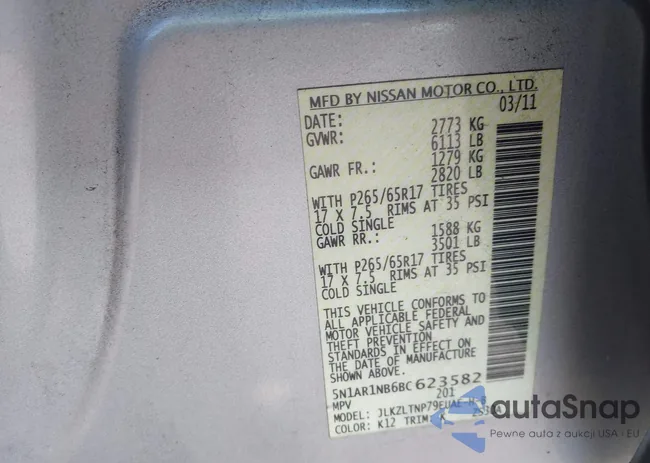 MFD BY NISSAN MOTOR CO., LTD.
DATE: 03/11
GVWR: 2773 KG
6113 LB
GAWR FR.: 1279 KG
2820 LB
WITH P265/65R17 TIRES
17 X 7.5 RIMS AT 35 PSI
COLD SINGLE
GAWR RR.: 1588 KG
3501 LB
WITH P265/65R17 TIRES
17 X 7.5 RIMS AT 35 PSI
COLD SINGLE
THIS VEHICLE CONFORMS TO
ALL APPLICABLE FEDERAL
MOTOR VEHICLE SAFETY AND
THEFT PREVENTION
STANDARDS IN EFFECT ON
THE DATE OF MANUFACTURE
5N1AR1NB6BC623582
MPV 201
MODEL:
COLOR: K12 TRIM: K
autoSnap
Pewne auta z aukcji USA - EU